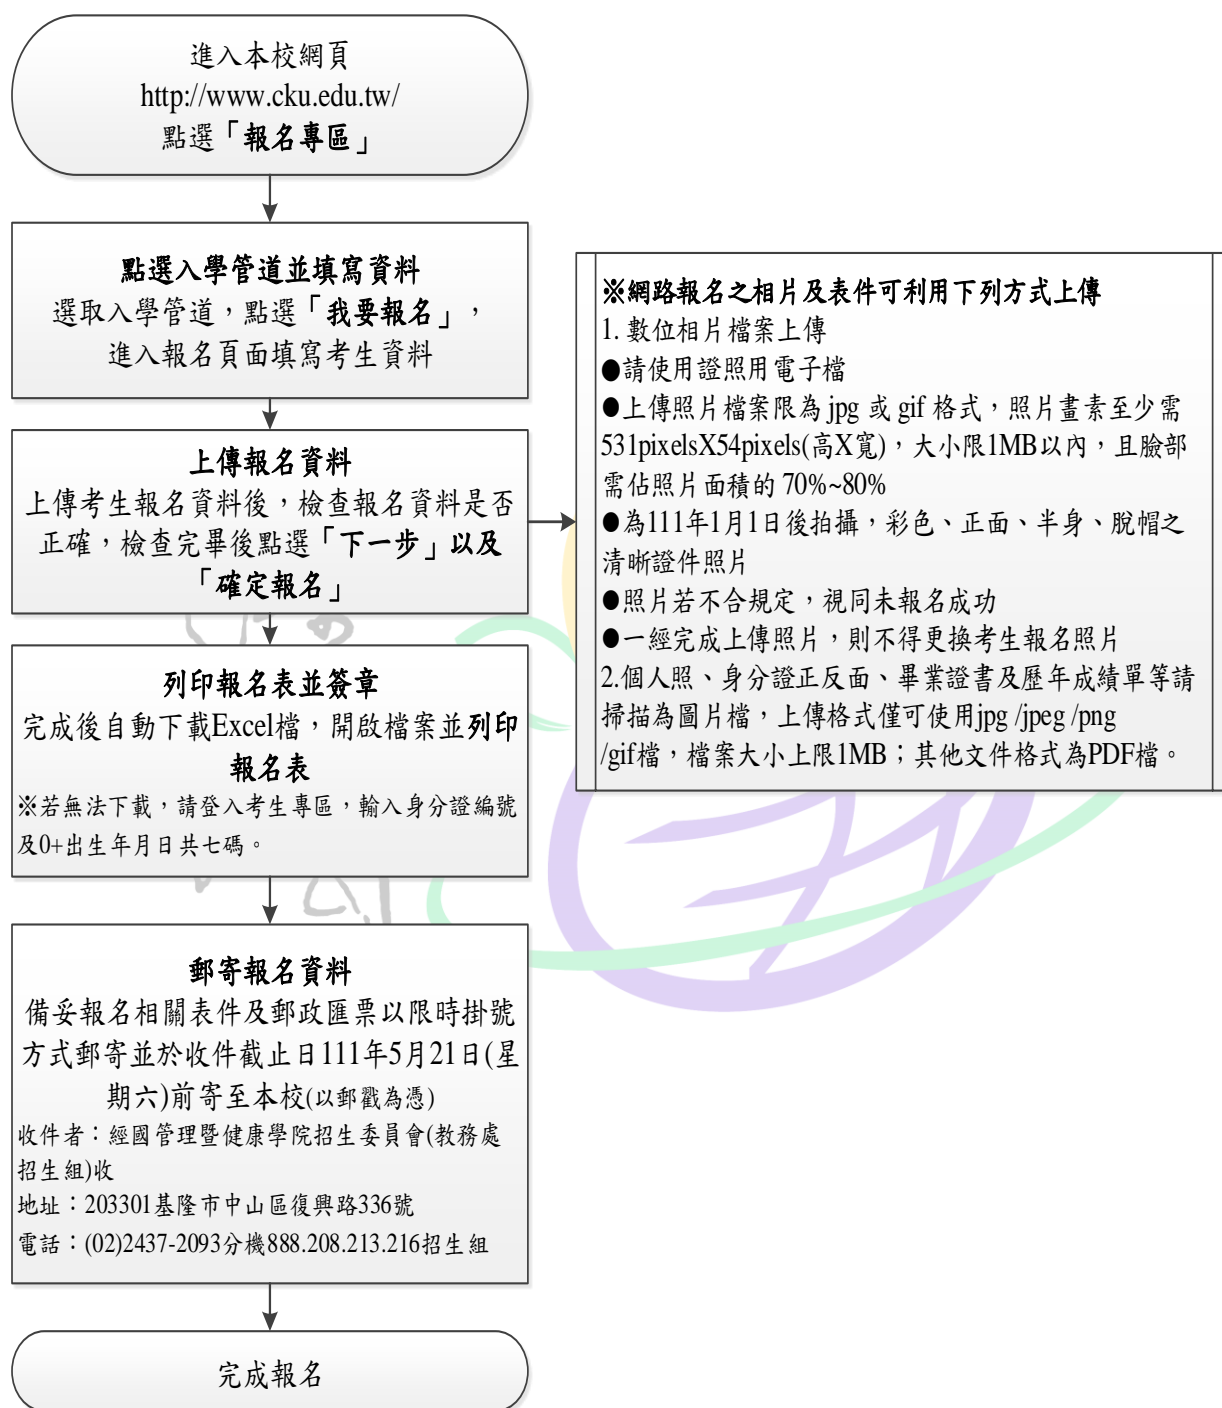 進入本校網頁
http://www.cku.edu.tw/
點選「報名專區」
點選入學管道並填寫資料
選取入學管道，點選「我要報名」，
進入報名頁面填寫考生資料
上傳報名資料
上傳考生報名資料後，檢查報名資料是否
正確，檢查完畢後點選「下一步」以及
「確定報名」
※網路報名之相片及表件可利用下列方式上傳
1. 數位相片檔案上傳
●請使用證照用電子檔
●上傳照片檔案限為 jpg 或 gif 格式，照片畫素至少需
531pixelsX54pixels(高X寬)，大小限1MB以內，且臉部
需佔照片面積的 70%~80%
●為111年1月1日後拍攝，彩色、正面、半身、脫帽之
清晰證件照片
●照片若不合規定，視同未報名成功
●一經完成上傳照片，則不得更換考生報名照片
2.個人照、身分證正反面、畢業證書及歷年成績單等請
掃描為圖片檔，上傳格式僅可使用jpg /jpeg /png
/gif檔，檔案大小上限1MB；其他文件格式為PDF檔。
列印報名表並簽章
完成後自動下載Excel檔，開啟檔案並列印
報名表
※若無法下載，請登入考生專區，輸入身分證編號
及0+出生年月日共七碼。
郵寄報名資料
備妥報名相關表件及郵政匯票以限時掛號
方式郵寄並於收件截止日111年5月21日(星
期六)前寄至本校(以郵戳為憑)
收件者：經國管理暨健康學院招生委員會(教務處
招生組)收
地址：203301基隆市中山區復興路336號
電話：(02)2437-2093分機888.208.213.216招生組
完成報名